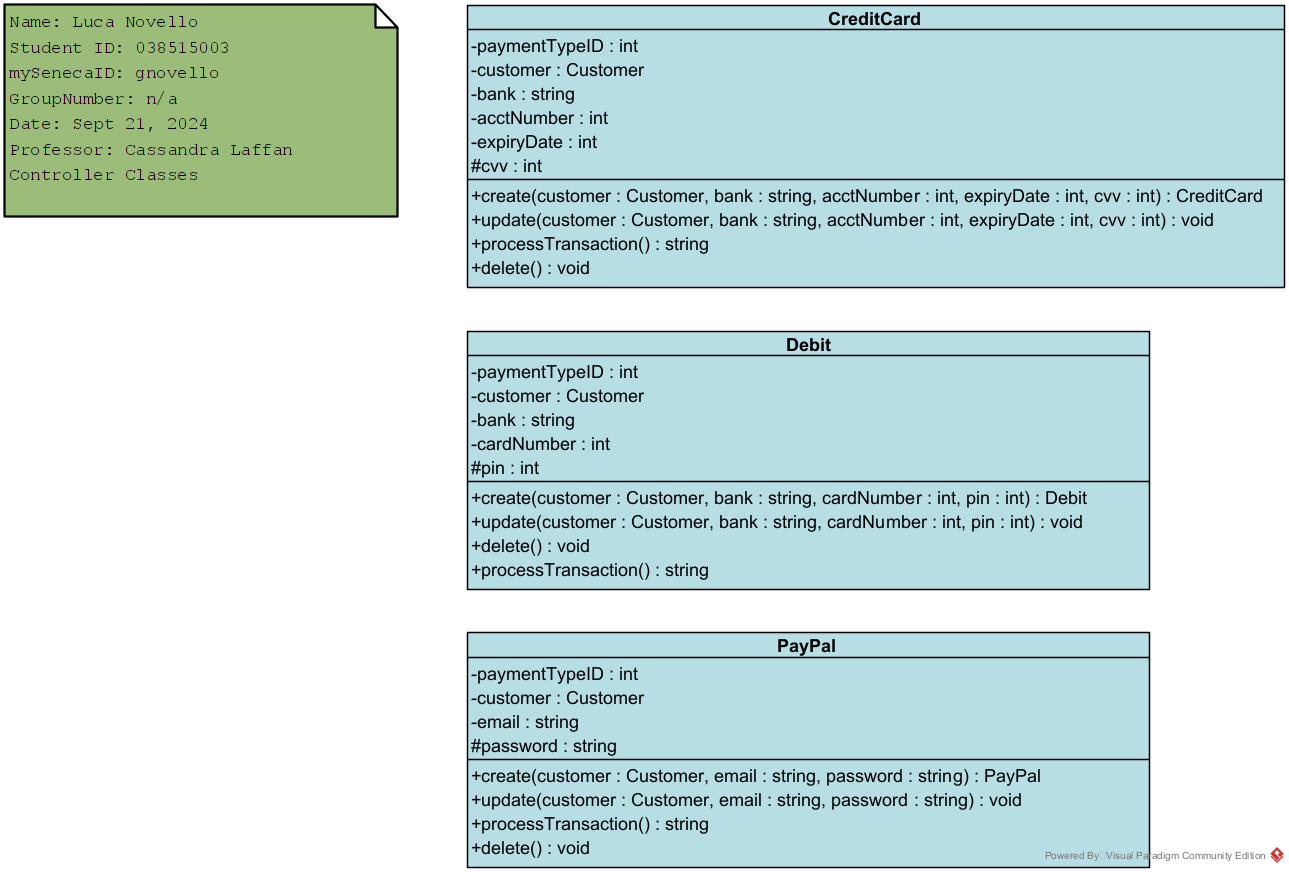 Name: Luca Novello
Student ID: 038515003
mySenecaID: gnovello
GroupNumber: n/a
Date: Sept 21, 2024
Professor: Cassandra Laffan
Controller Classes
CreditCard
-paymentTypeID : int
-customer : Customer
-bank : string
-acctNumber : int
-expiryDate : int
#cvv : int
+create(customer : Customer, bank : string, acctNumber : int, expiryDate : int, cvv : int) : CreditCard
+update(customer : Customer, bank : string, acctNumber : int, expiryDate : int, cvv : int) : void
+processTransaction() : string
+delete() : void
Debit
-paymentTypeID : int
-customer : Customer
-bank : string
-cardNumber : int
#pin : int
+create(customer : Customer, bank : string, cardNumber : int, pin : int) : Debit
+update(customer : Customer, bank : string, cardNumber : int, pin : int) : void
+delete() : void
+processTransaction() : string
PayPal
-paymentTypeID : int
-customer : Customer
-email : string
#password : string
+create(customer : Customer, email : string, password : string) : PayPal
+update(customer : Customer, email : string, password : string) : void
+processTransaction() : string
+delete() : void
Powered By Visual Paradigm Community Edition